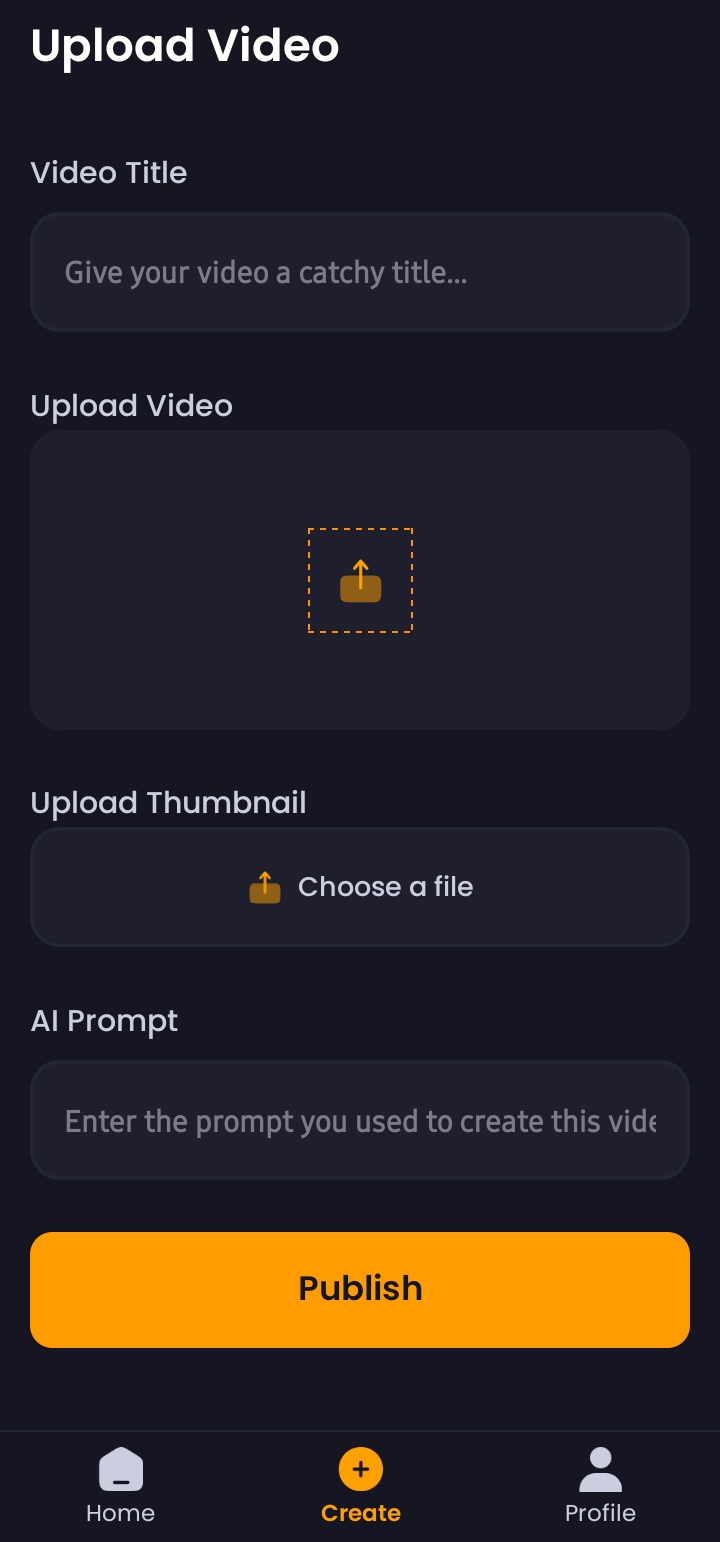 Upload Video
Video Title
Give your video a catchy title...
Upload Video
Upload Thumbnail
Choose a file
AI Prompt
Enter the prompt you used to create this vide
Publish
Home
Create
Profile